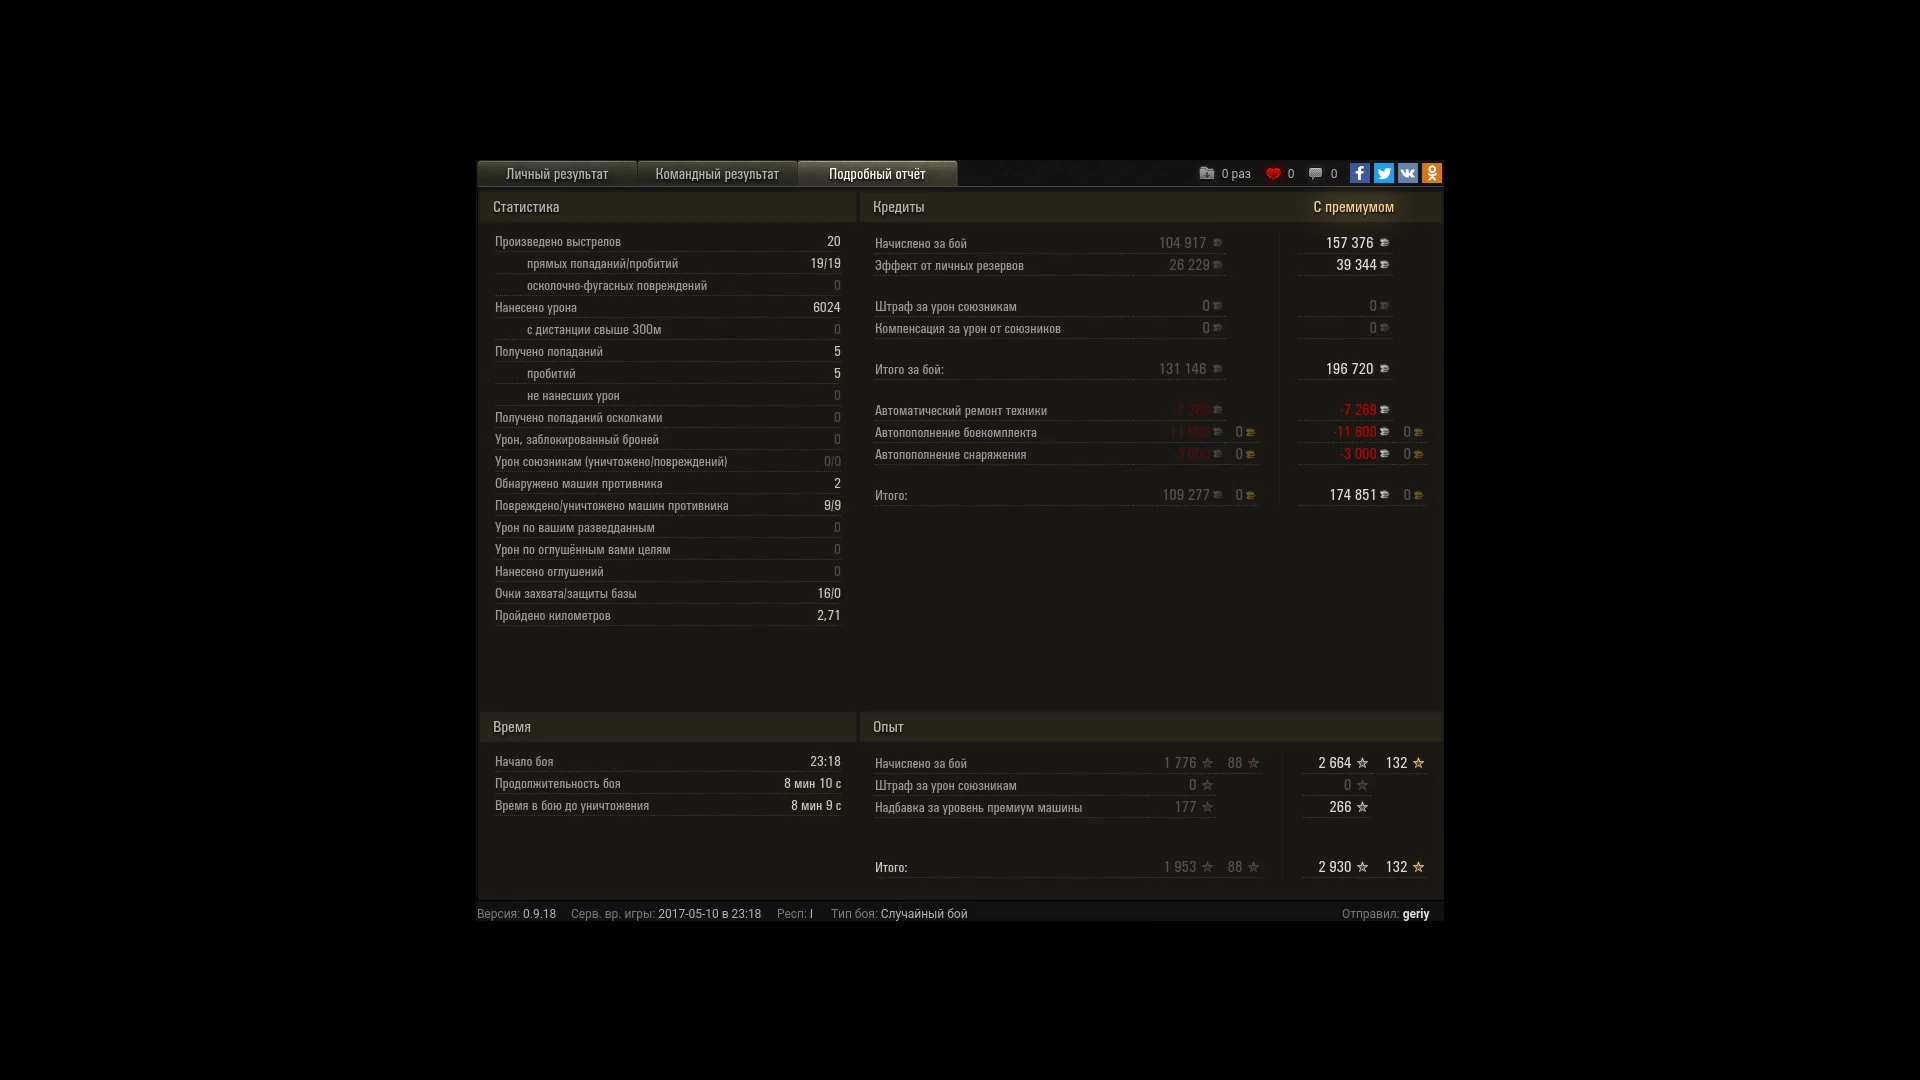 Личный результат Командный результат Подробный отчёт 0 раз 0 0
Статистика
Произведено выстрелов 20
прямых попаданий/пробитий 19/19
осколочно-фугасных повреждений 0
Нанесено урона 6024
с дистанции свыше 300м 0
Получено попаданий 5
пробитий 5
не нанесших урон 0
Получено попаданий осколками 0
Урон, заблокированный броней 0
Урон союзникам (уничтожено/повреждений) 0/0
Обнаружено машин противника 2
Повреждено/уничтожено машин противника 9/9
Урон по вашим разведданным 0
Урон по оглушённым вами целям 0
Нанесено оглушений 0
Очки захвата/защиты базы 16/0
Пройдено километров 2,71
Кредиты С премиумом
Начислено за бой 104 917 157 376
Эффект от личных резервов 26 229 39 344
Штраф за урон союзникам 0 0
Компенсация за урон от союзников 0 0
Итого за бой: 131 146 196 720
Автоматический ремонт техники -7 269 -7 269
Автопополнение боекомплекта -11 600 0 -11 600 0
Автопополнение снаряжения -3 000 0 -3 000 0
Итого: 109 277 0 174 851 0
Время
Начало боя 23:18
Продолжительность боя 8 мин 10 с
Время в бою до уничтожения 8 мин 9 с
Опыт
Начислено за бой 1 776 88 2 664 132
Штраф за урон союзникам 0 0
Надбавка за уровень премиум машины 177 266
Итого: 1 953 88 2 930 132
Версия: 0.9.18 Серв. вр. игры: 2017-05-10 в 23:18 Респ: I Тип боя: Случайный бой Отправил: geriy